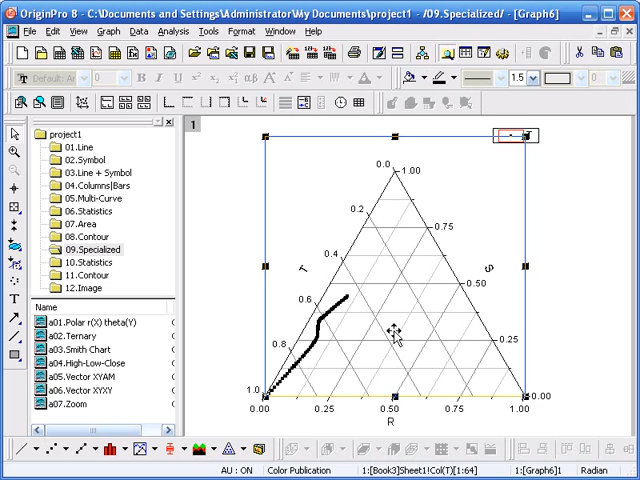 OriginPro 8 - C:\Documents and Settings\Administrator\My Documents\project1 - /09.Specialized/ - [Graph6]
File Edit View Graph Data Analysis Tools Format Window Help
Default: Ar 0 B I U x² x₂ αβ A A 1.5 0
project1
01.Line
02.Symbol
03.Line + Symbol
04.Columns|Bars
05.Multi-Curve
06.Statistics
07.Area
08.Contour
09.Specialized
10.Statistics
11.Contour
12.Image
Name
a01.Polar r(X) theta(Y)
a02.Ternary
a03.Smith Chart
a04.High-Low-Close
a05.Vector XYAM
a06.Vector XYXY
a07.Zoom
1
T
0.0 1.00
0.2
0.75
0.4
T S
0.50
0.6
0.8
0.25
1.0
0.00
0.00 0.25 0.50 0.75 1.00
R
AU : ON Color Publication 1:[Book3]Sheet1!Col(T)[1:64] 1:[Graph6]1 Radian